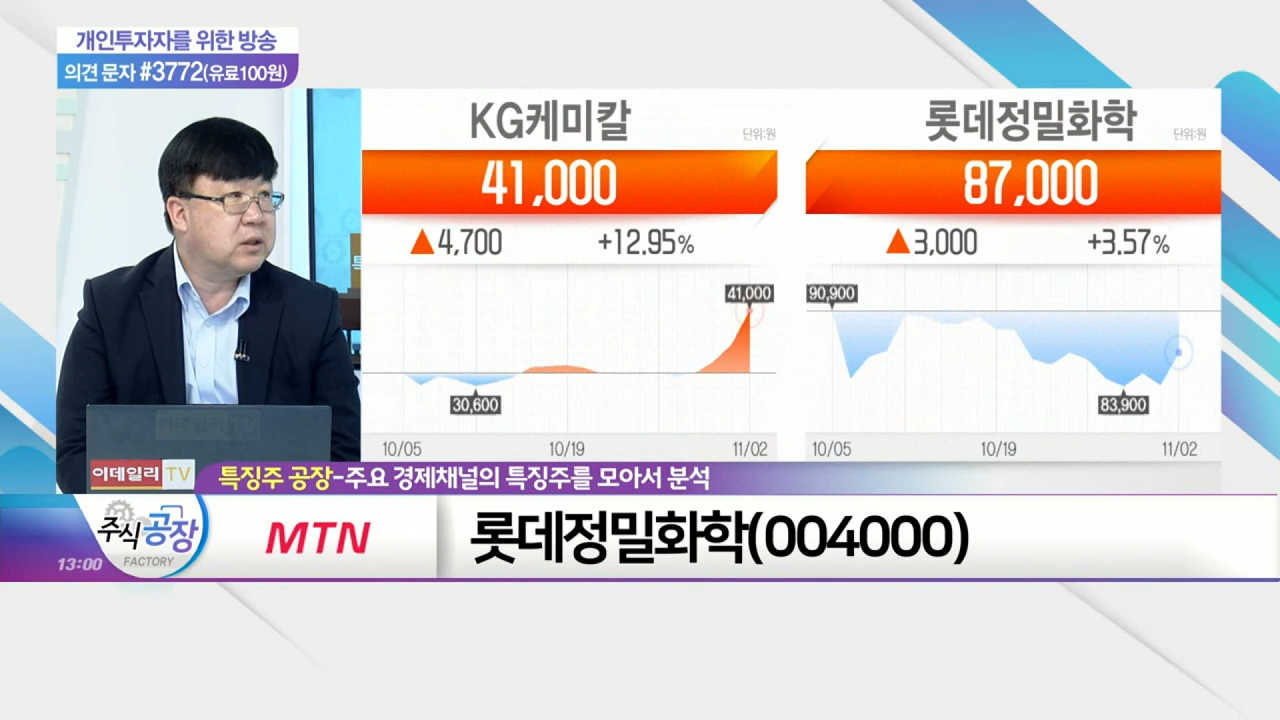 개인투자자를 위한 방송
의견 문자 #3772(유료100원)
KG케미칼
단위:원
41,000
▲4,700 +12.95%
41,000
30,600
10/05 10/19 11/02
롯데정밀화학
단위:원
87,000
▲3,000 +3.57%
90,900
83,900
10/05 10/19 11/02
이데일리 TV
이데일리TV
특징주 공장-주요 경제채널의 특징주를 모아서 분석
주식공장
FACTORY
13:00
MTN
롯데정밀화학(004000)